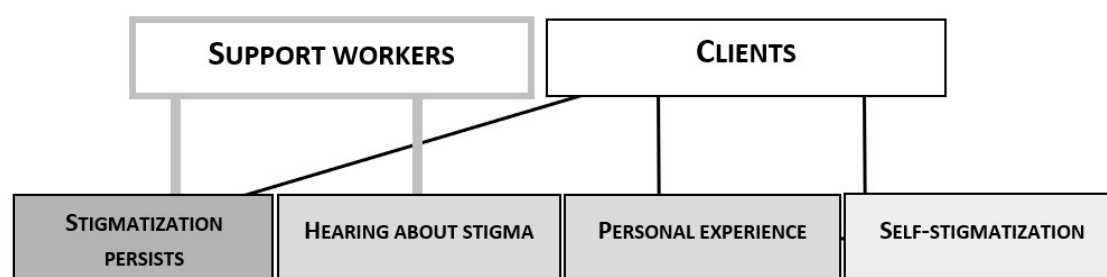 SUPPORT WORKERS
CLIENTS
STIGMATIZATION
PERSISTS
HEARING ABOUT STIGMA
PERSONAL EXPERIENCE
SELF-STIGMATIZATION